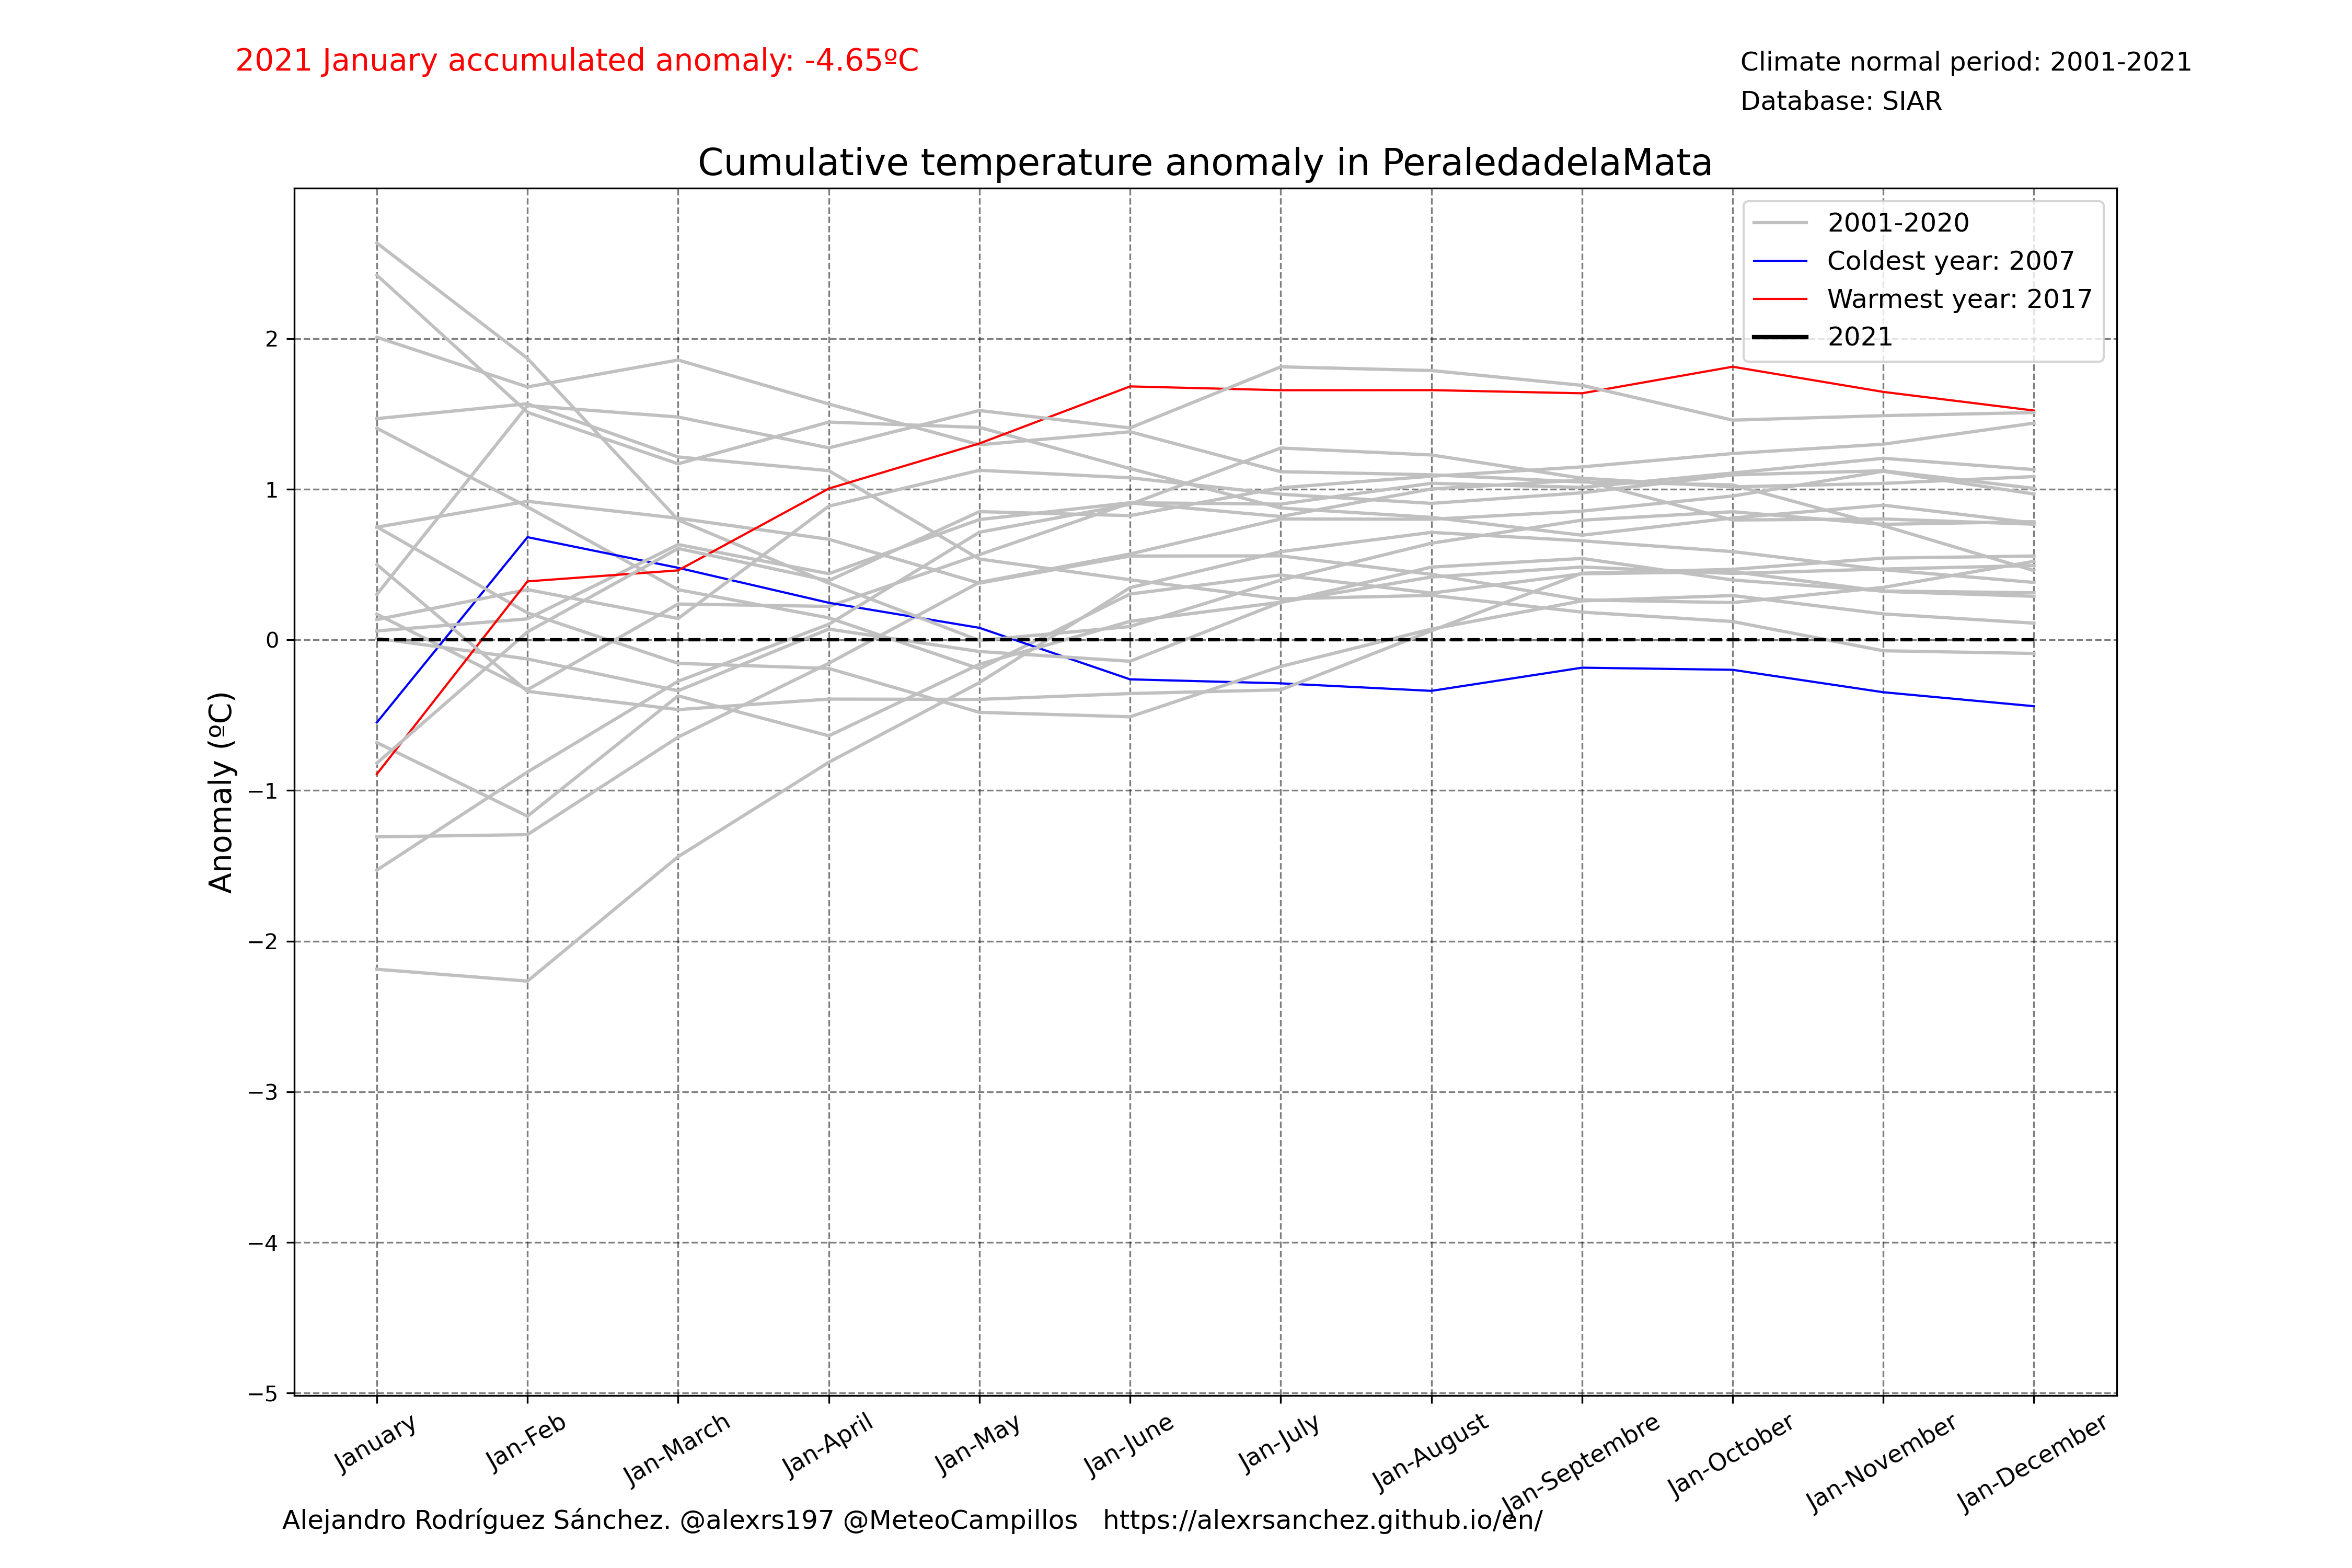 2021 January accumulated anomaly: -4.65ºC
Climate normal period: 2001-2021
Database: SIAR
Cumulative temperature anomaly in PeraledadelaMata
2001-2020
Coldest year: 2007
Warmest year: 2017
2021
2
1
0
−1
−2
−3
−4
−5
Anomaly (ºC)
January
Jan-Feb
Jan-March
Jan-April
Jan-May
Jan-June
Jan-July
Jan-August
Jan-Septembre
Jan-October
Jan-November
Jan-December
Alejandro Rodríguez Sánchez. @alexrs197 @MeteoCampillos   https://alexrsanchez.github.io/en/